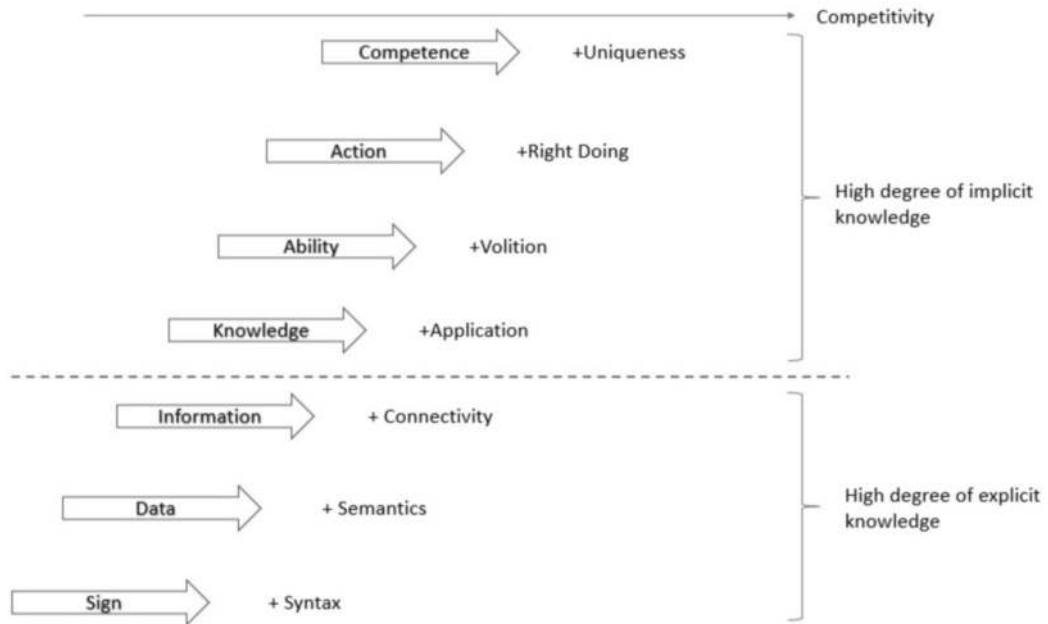 Competitivity
Competence +Uniqueness
Action +Right Doing
High degree of implicit
knowledge
Ability +Volition
Knowledge +Application
Information + Connectivity
High degree of explicit
knowledge
Data + Semantics
Sign + Syntax